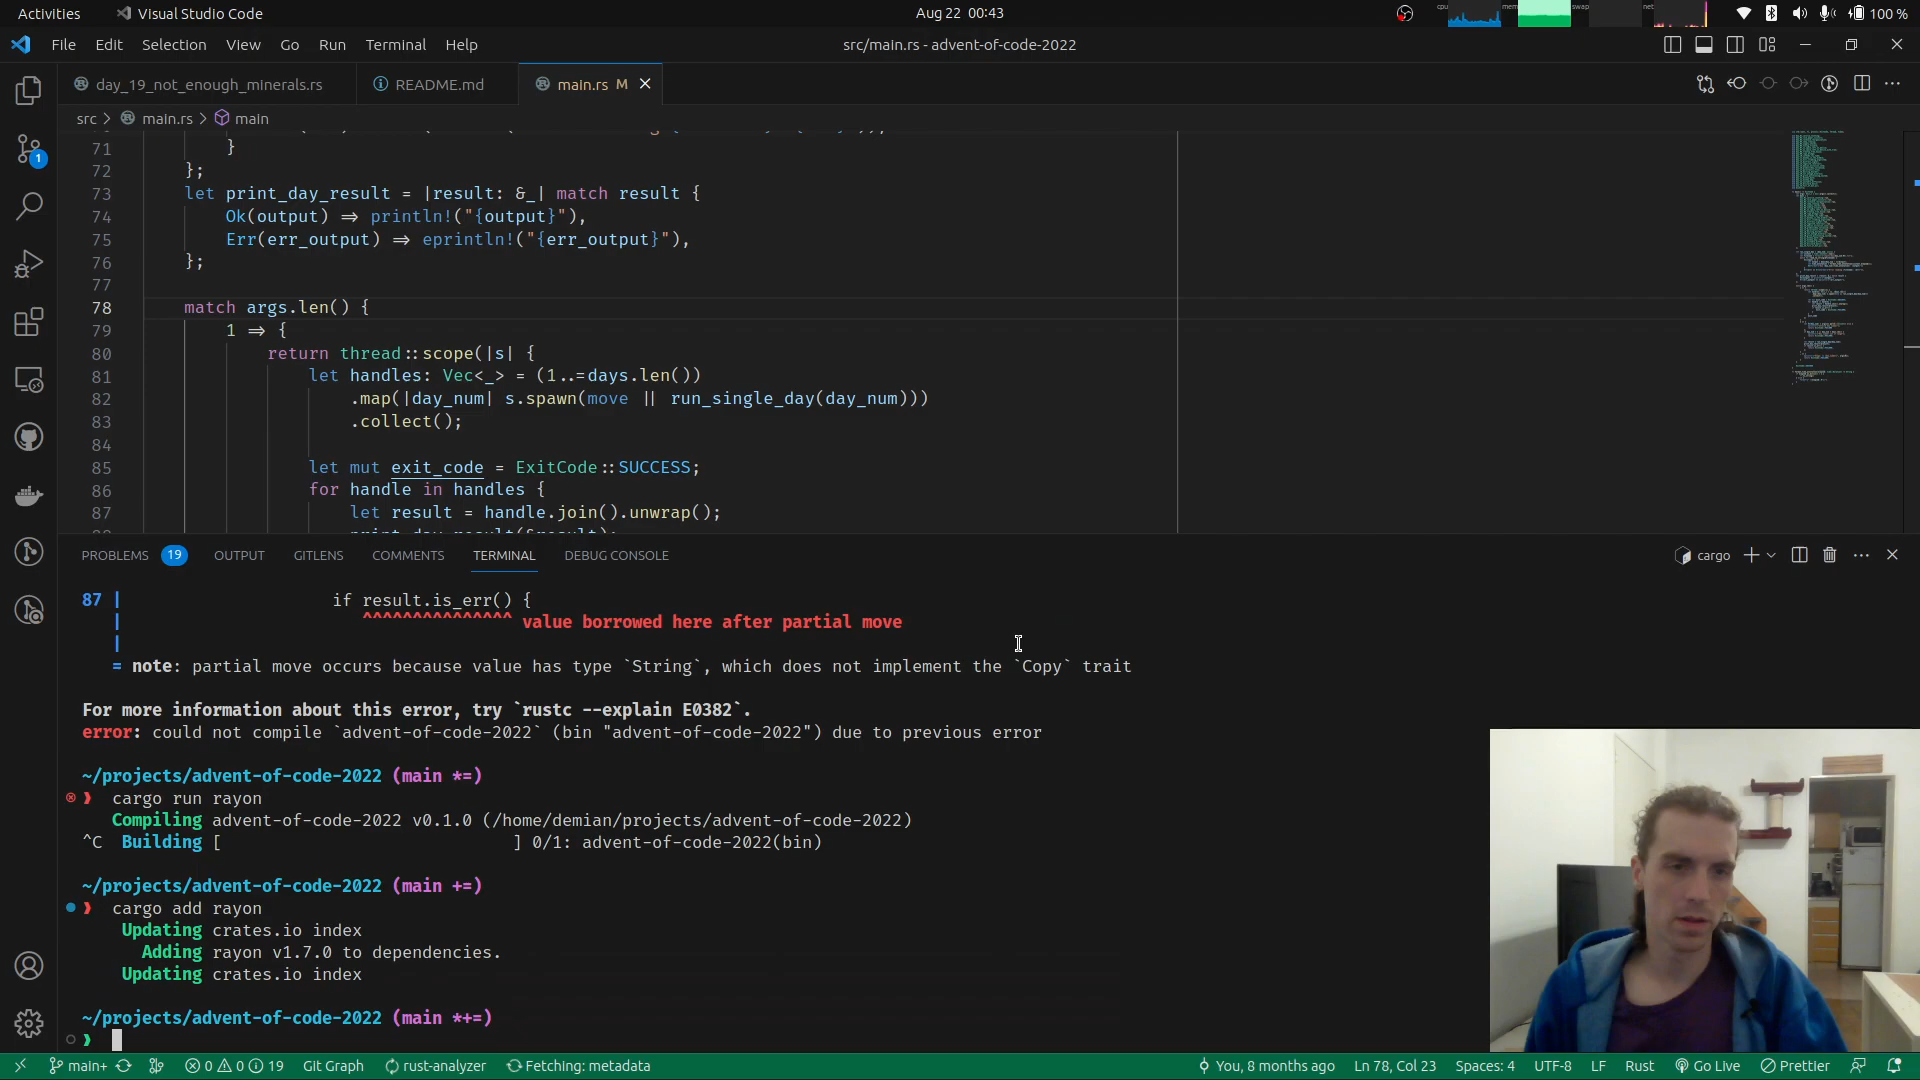 Activities
Visual Studio Code
Aug 22 00:43
cpu
mem
swap
net
100 %
File Edit Selection View Go Run Terminal Help
src/main.rs - advent-of-code-2022
day_19_not_enough_minerals.rs
README.md
main.rs M
src > main.rs > main
1
71 }
72 };
73 let print_day_result = |result: &_| match result {
74 Ok(output) => println!("{output}"),
75 Err(err_output) => eprintln!("{err_output}"),
76 };
77
78 match args.len() {
79 1 => {
80 return thread::scope(|s| {
81 let handles: Vec<_> = (1..=days.len())
82 .map(|day_num| s.spawn(move || run_single_day(day_num)))
83 .collect();
84
85 let mut exit_code = ExitCode::SUCCESS;
86 for handle in handles {
87 let result = handle.join().unwrap();
PROBLEMS 19 OUTPUT GITLENS COMMENTS TERMINAL DEBUG CONSOLE
cargo
87 | if result.is_err() {
| ^^^^^^^^^^^^^^^ value borrowed here after partial move
|
= note: partial move occurs because value has type `String`, which does not implement the `Copy` trait
For more information about this error, try `rustc --explain E0382`.
error: could not compile `advent-of-code-2022` (bin "advent-of-code-2022") due to previous error
~/projects/advent-of-code-2022 (main *=)
❱ cargo run rayon
Compiling advent-of-code-2022 v0.1.0 (/home/demian/projects/advent-of-code-2022)
^C Building [ ] 0/1: advent-of-code-2022(bin)
~/projects/advent-of-code-2022 (main +=)
❱ cargo add rayon
Updating crates.io index
Adding rayon v1.7.0 to dependencies.
Updating crates.io index
~/projects/advent-of-code-2022 (main *+=)
❱
main+ 0 0 19 Git Graph rust-analyzer Fetching: metadata
You, 8 months ago Ln 78, Col 23 Spaces: 4 UTF-8 LF Rust Go Live Prettier